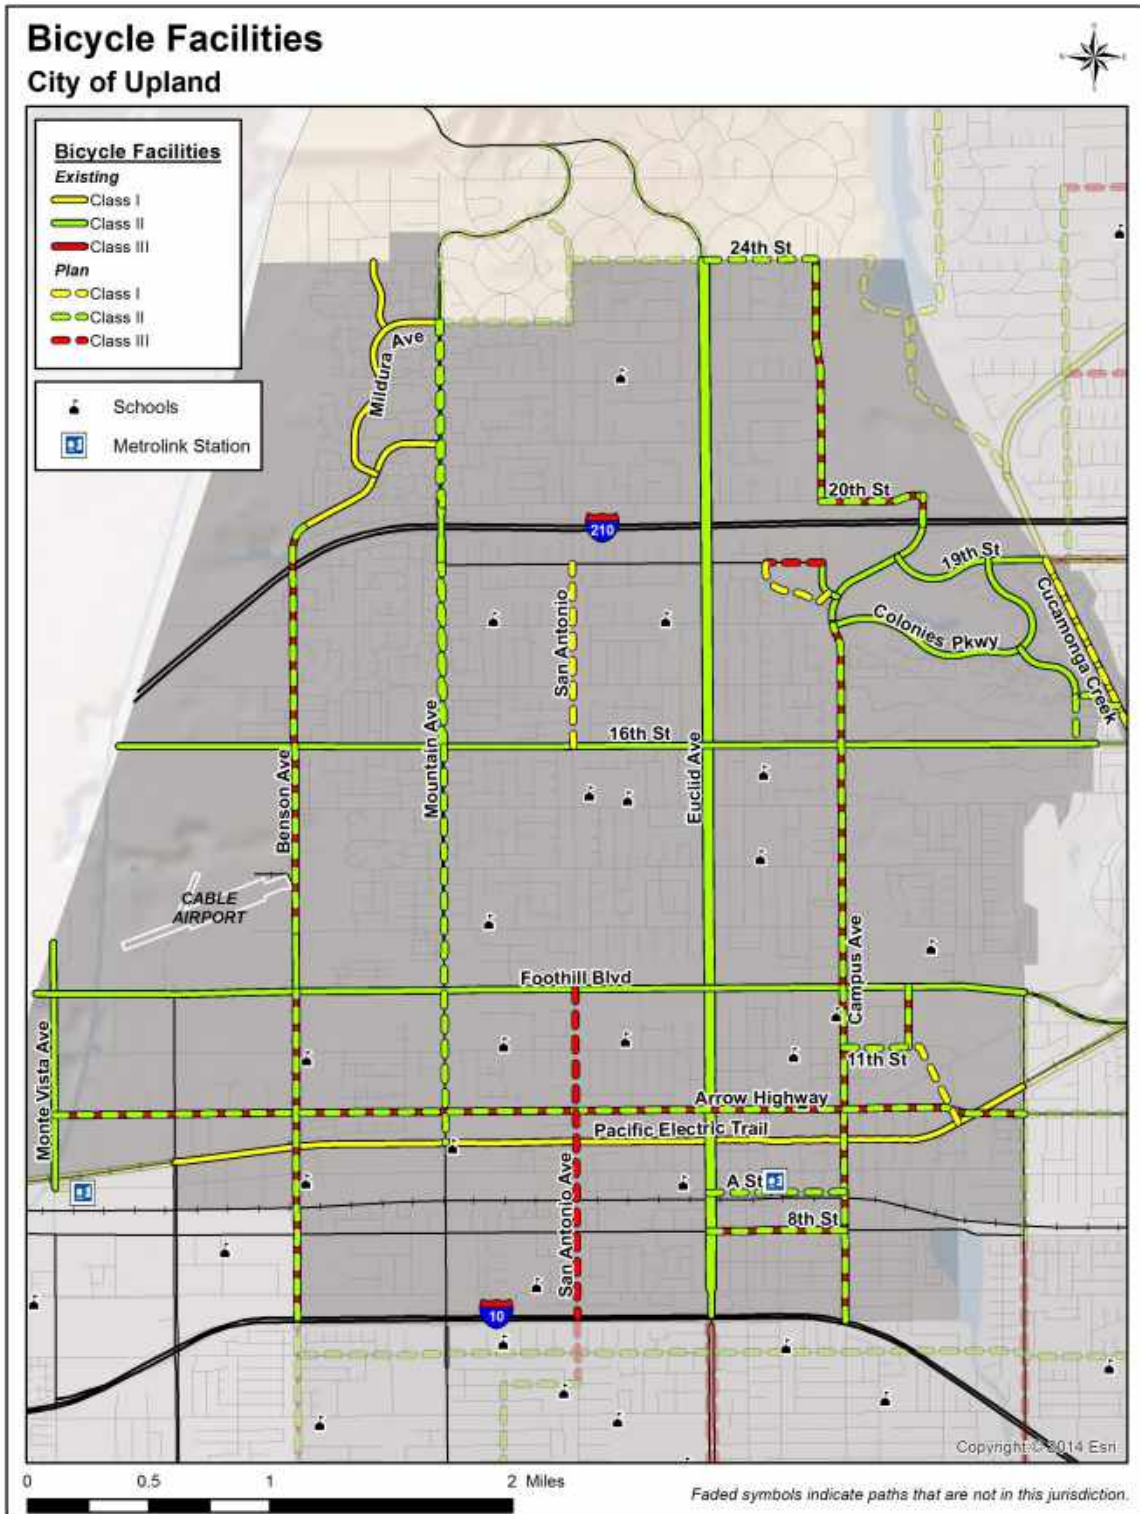 Bicycle Facilities
City of Upland
Bicycle Facilities
Existing
Class I
Class II
Class III
Plan
Class I
Class II
Class III
Schools
Metrolink Station
24th St
Mildura Ave
20th St
210
19th St
San Antonio
Colonies Pkwy
Cucamonga Creek
16th St
Benson Ave
Mountain Ave
Euclid Ave
CABLE
AIRPORT
Foothill Blvd
Campus Ave
Monte Vista Ave
11th St
Arrow Highway
Pacific Electric Trail
A St
San Antonio Ave
8th St
10
Copyright:© 2014 Esri
0 0.5 1 2 Miles
Faded symbols indicate paths that are not in this jurisdiction.